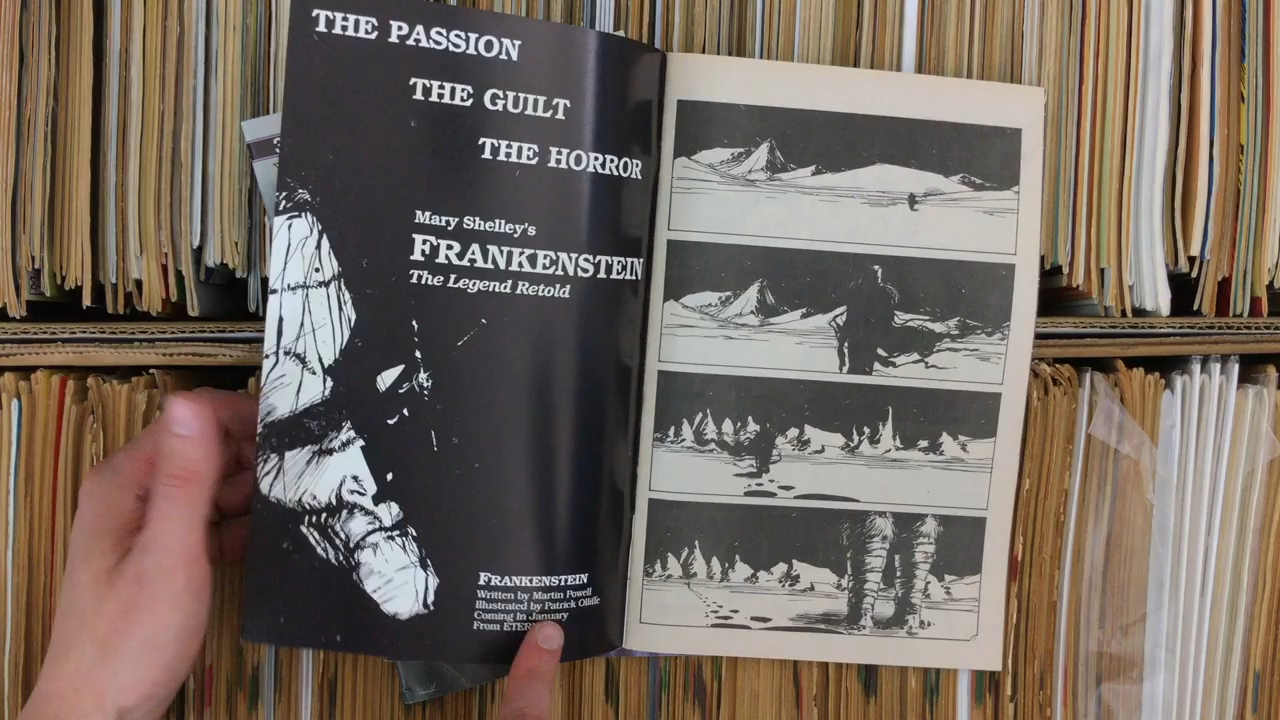 THE PASSION
THE GUILT
THE HORROR
Mary Shelley's
FRANKENSTEIN
The Legend Retold
FRANKENSTEIN
Written by Martin Powell
Illustrated by Patrick Olliffe
Coming In January
From